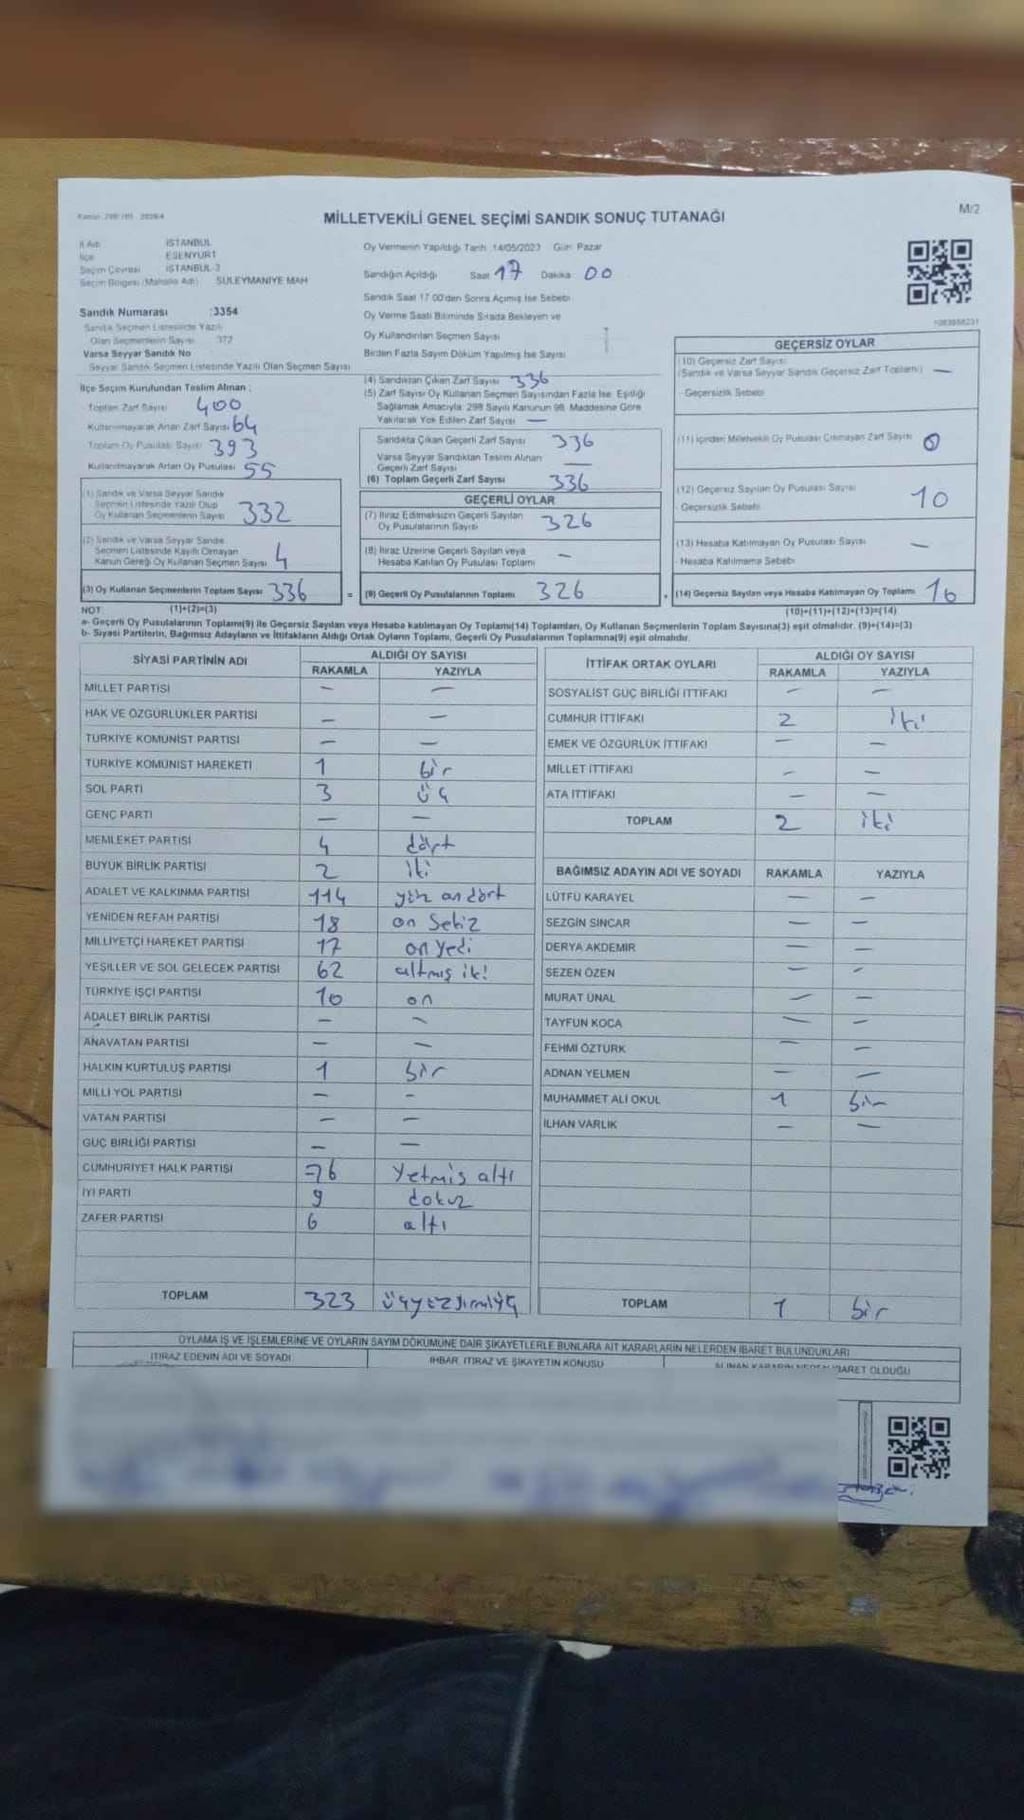 Kanun: 298/105 - 2839/4
M/2
MİLLETVEKİLİ GENEL SEÇİMİ SANDIK SONUÇ TUTANAĞI
İl Adı İSTANBUL
İlçe ESENYURT
Seçim Çevresi İSTANBUL-3
Seçim Bölgesi (Mahalle Adı) SÜLEYMANİYE MAH
Sandık Numarası :3354
Sandık Seçmen Listesinde Yazılı
Olan Seçmenlerin Sayısı 372
Varsa Seyyar Sandık No
Seyyar Sandık Seçmen Listesinde Yazılı Olan Seçmen Sayısı
İlçe Seçim Kurulundan Teslim Alınan :
Toplam Zarf Sayısı 400
Kullanılmayarak Artan Zarf Sayısı 64
Toplam Oy Pusulası Sayısı 393
Kullanılmayarak Artan Oy Pusulası 55
(1) Sandık ve Varsa Seyyar Sandık
Seçmen Listesinde Yazılı Olup
Oy Kullanan Seçmenlerin Sayısı 332
(2) Sandık ve Varsa Seyyar Sandık
Seçmen Listesinde Kayıtlı Olmayan
Kanun Gereği Oy Kullanan Seçmen Sayısı 4
(3) Oy Kullanan Seçmenlerin Toplam Sayısı 336 =
Oy Vermenin Yapıldığı Tarih :14/05/2023 Gün: Pazar
Sandığın Açıldığı Saat 17 Dakika 00
Sandık Saat 17.00'den Sonra Açılmış İse Sebebi
Oy Verme Saati Bitiminde Sırada Bekleyen ve
Oy Kullandırılan Seçmen Sayısı
Birden Fazla Sayım Döküm Yapılmış İse Sayısı
(4) Sandıktan Çıkan Zarf Sayısı 336
(5) Zarf Sayısı Oy Kullanan Seçmen Sayısından Fazla İse; Eşitliği
Sağlamak Amacıyla; 298 Sayılı Kanunun 98. Maddesine Göre
Yakılarak Yok Edilen Zarf Sayısı —
Sandıkta Çıkan Geçerli Zarf Sayısı 336
Varsa Seyyar Sandıktan Teslim Alınan
Geçerli Zarf Sayısı —
(6) Toplam Geçerli Zarf Sayısı 336
GEÇERLİ OYLAR
(7) İtiraz Edilmeksizin Geçerli Sayılan
Oy Pusulalarının Sayısı 326
(8) İtiraz Üzerine Geçerli Sayılan veya
Hesaba Katılan Oy Pusulası Toplamı —
(9) Geçerli Oy Pusulalarının Toplamı 326 +
1083958231
GEÇERSİZ OYLAR
(10) Geçersiz Zarf Sayısı
(Sandık ve Varsa Seyyar Sandık Geçersiz Zarf Toplamı) —
Geçersizlik Sebebi
(11) İçinden Milletvekili Oy Pusulası Çıkmayan Zarf Sayısı 0
(12) Geçersiz Sayılan Oy Pusulası Sayısı 10
Geçersizlik Sebebi
(13) Hesaba Katılmayan Oy Pusulası Sayısı —
Hesaba Katılmama Sebebi
(14) Geçersiz Sayılan veya Hesaba Katılmayan Oy Toplamı 10
NOT: (1)+(2)=(3)
(10)+(11)+(12)+(13)=(14)
a- Geçerli Oy Pusulalarının Toplamı(9) ile Geçersiz Sayılan veya Hesaba katılmayan Oy Toplamı(14) Toplamları, Oy Kullanan Seçmenlerin Toplam Sayısına(3) eşit olmalıdır. (9)+(14)=(3)
b- Siyasi Partilerin, Bağımsız Adayların ve İttifakların Aldığı Ortak Oyların Toplamı, Geçerli Oy Pusulalarının Toplamına(9) eşit olmalıdır.
SİYASİ PARTİNİN ADI ALDIĞI OY SAYISI
RAKAMLA YAZIYLA
MİLLET PARTİSİ — —
HAK VE ÖZGÜRLÜKLER PARTİSİ — —
TÜRKİYE KOMÜNİST PARTİSİ — —
TÜRKİYE KOMÜNİST HAREKETİ 1 bir
SOL PARTİ 3 üç
GENÇ PARTİ — —
MEMLEKET PARTİSİ 4 dört
BÜYÜK BİRLİK PARTİSİ 2 iki
ADALET VE KALKINMA PARTİSİ 114 yüz on dört
YENİDEN REFAH PARTİSİ 18 on sekiz
MİLLİYETÇİ HAREKET PARTİSİ 17 on yedi
YEŞİLLER VE SOL GELECEK PARTİSİ 62 altmış iki
TÜRKİYE İŞÇİ PARTİSİ 10 on
ADALET BİRLİK PARTİSİ — —
ANAVATAN PARTİSİ — —
HALKIN KURTULUŞ PARTİSİ 1 bir
MİLLİ YOL PARTİSİ — —
VATAN PARTİSİ — —
GÜÇ BİRLİĞİ PARTİSİ — —
CUMHURİYET HALK PARTİSİ 76 yetmiş altı
İYİ PARTİ 9 dokuz
ZAFER PARTİSİ 6 altı
TOPLAM 323 üçyüzyirmiüç
İTTİFAK ORTAK OYLARI ALDIĞI OY SAYISI
RAKAMLA YAZIYLA
SOSYALİST GÜÇ BİRLİĞİ İTTİFAKI — —
CUMHUR İTTİFAKI 2 iki
EMEK VE ÖZGÜRLÜK İTTİFAKI — —
MİLLET İTTİFAKI — —
ATA İTTİFAKI — —
TOPLAM 2 iki
BAĞIMSIZ ADAYIN ADI VE SOYADI RAKAMLA YAZIYLA
LÜTFÜ KARAYEL — —
SEZGİN SINCAR — —
DERYA AKDEMİR — —
SEZEN ÖZEN — —
MURAT ÜNAL — —
TAYFUN KOCA — —
FEHMİ ÖZTÜRK — —
ADNAN YELMEN — —
MUHAMMET ALİ OKUL 1 bir
İLHAN VARLIK — —
TOPLAM 1 bir
OYLAMA İŞ VE İŞLEMLERİNE VE OYLARIN SAYIM DÖKÜMÜNE DAİR ŞİKAYETLERLE BUNLARA AİT KARARLARIN NELERDEN İBARET BULUNDUKLARI
İTİRAZ EDENİN ADI VE SOYADI İHBAR, İTİRAZ VE ŞİKAYETİN KONUSU ALINAN KARARIN NEDEN İBARET OLDUĞU